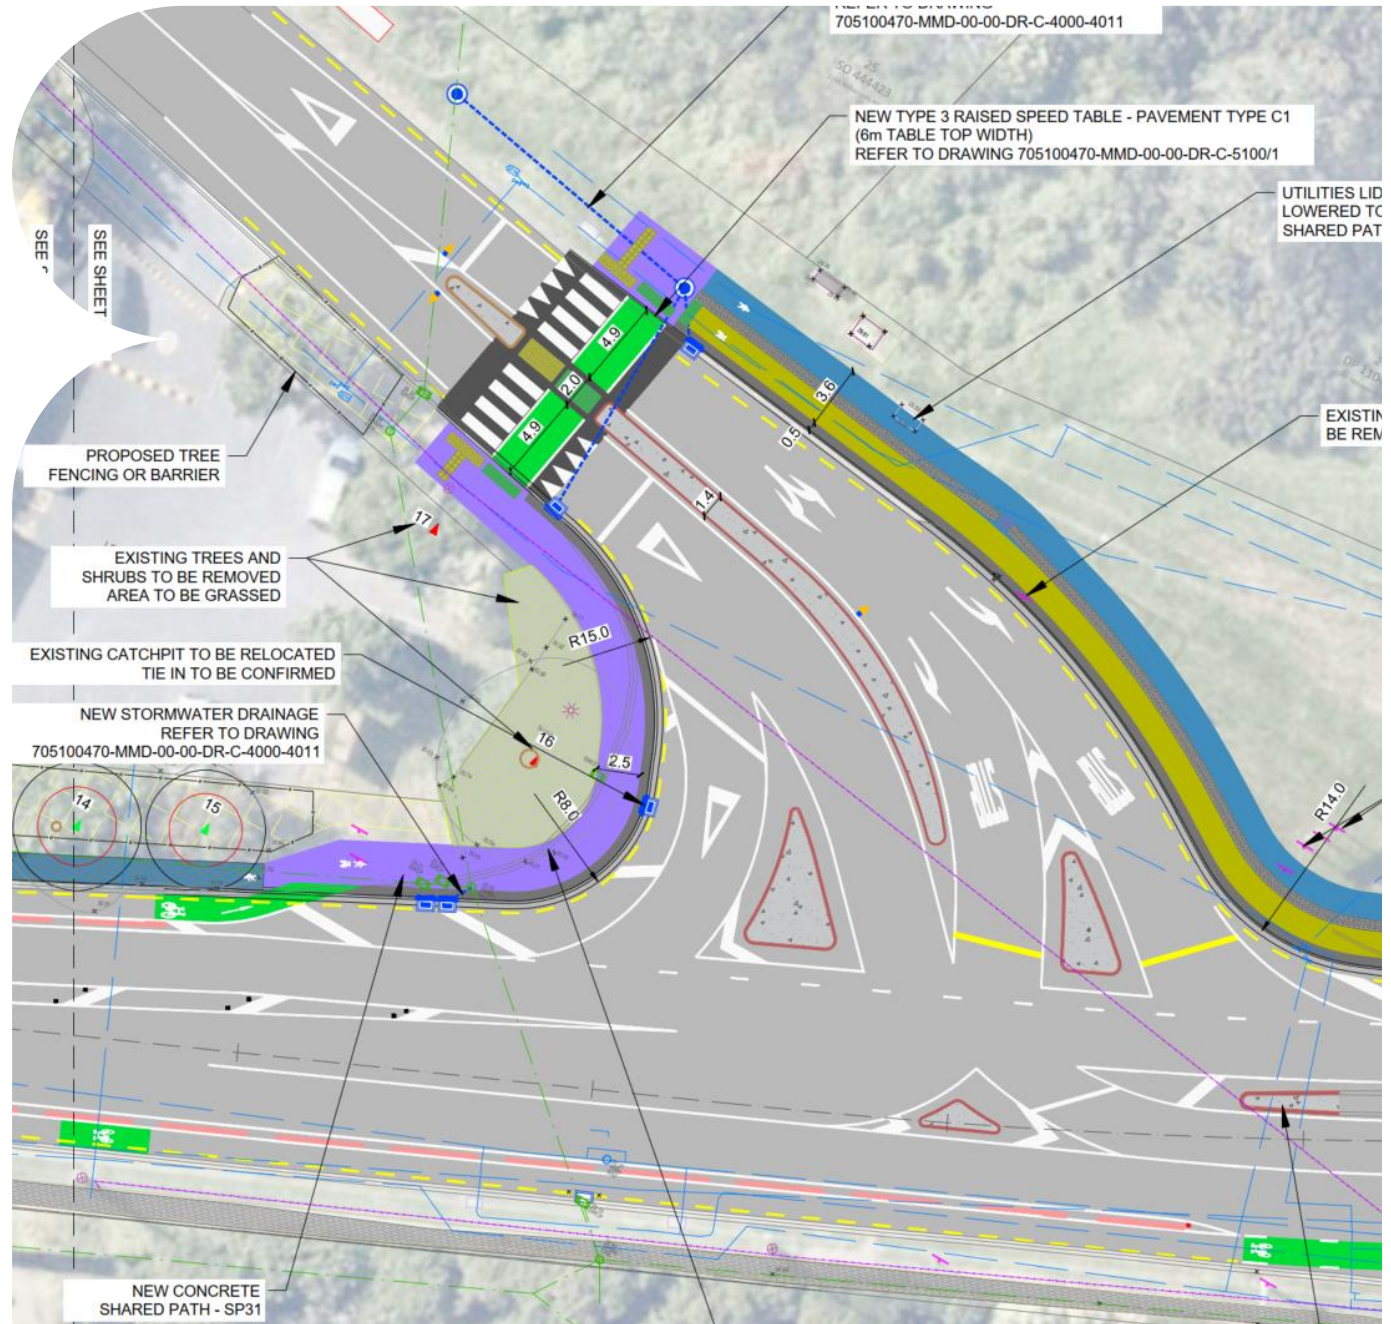 705100470-MMD-00-00-DR-C-4000-4011
25
SO 444423
NEW TYPE 3 RAISED SPEED TABLE - PAVEMENT TYPE C1
(6m TABLE TOP WIDTH)
REFER TO DRAWING 705100470-MMD-00-00-DR-C-5100/1
UTILITIES LID
LOWERED TO
SHARED PAT
SEE SHEET
SEE
4.9
2.0
4.9
3.6
0.5
1.4
EXISTIN
BE REM
PROPOSED TREE
FENCING OR BARRIER
17
EXISTING TREES AND
SHRUBS TO BE REMOVED
AREA TO BE GRASSED
R15.0
EXISTING CATCHPIT TO BE RELOCATED
TIE IN TO BE CONFIRMED
NEW STORMWATER DRAINAGE
REFER TO DRAWING
705100470-MMD-00-00-DR-C-4000-4011
16
2.5
R8.0
14
15
R14.0
NEW CONCRETE
SHARED PATH - SP31